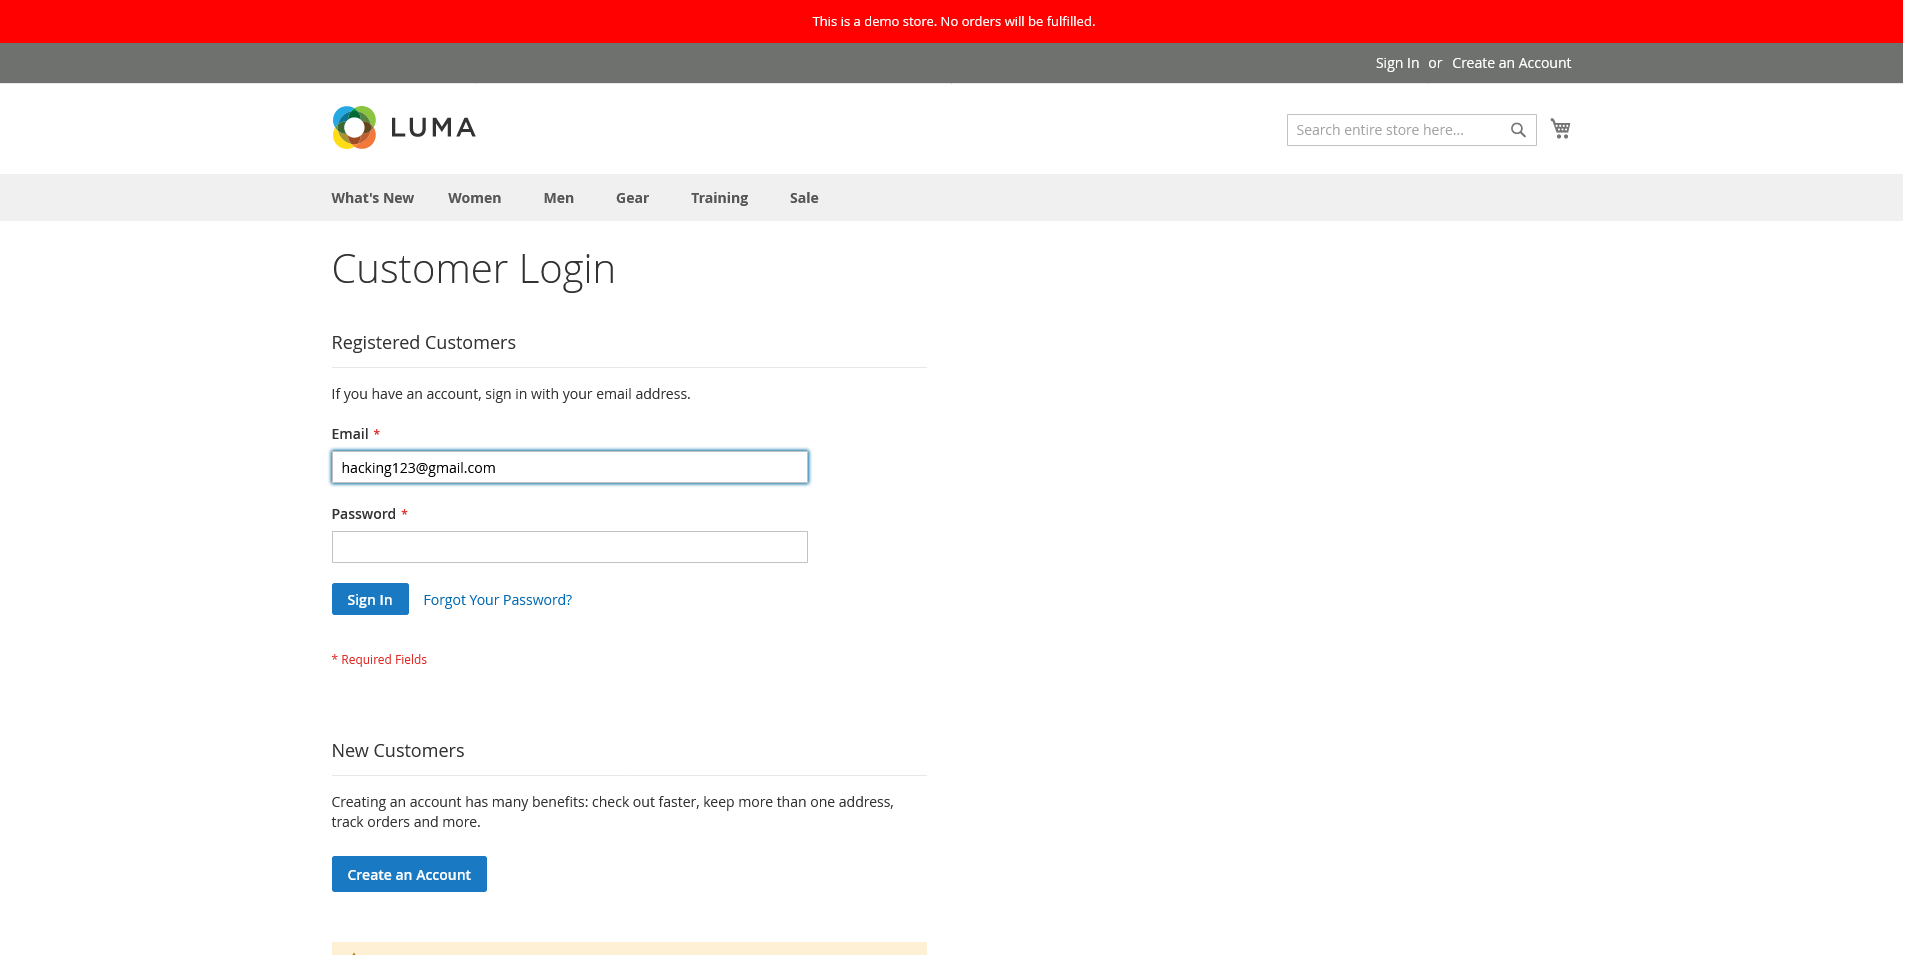 This is a demo store. No orders will be fulfilled.
Sign In or Create an Account
LUMA
Search entire store here...
What's New Women Men Gear Training Sale
Customer Login
Registered Customers
If you have an account, sign in with your email address.
Email *
hacking123@gmail.com
Password *
Sign In Forgot Your Password?
* Required Fields
New Customers
Creating an account has many benefits: check out faster, keep more than one address,
track orders and more.
Create an Account